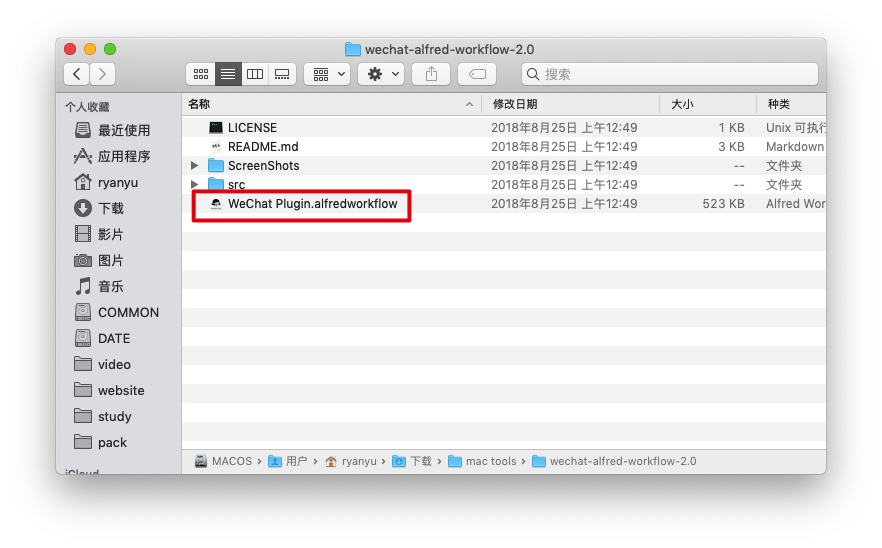 wechat-alfred-workflow-2.0
搜索
个人收藏
最近使用
应用程序
ryanyu
下载
影片
图片
音乐
COMMON
DATE
video
website
study
pack
iCloud
名称 修改日期 大小 种类
LICENSE 2018年8月25日 上午12:49 1 KB Unix 可执行
README.md 2018年8月25日 上午12:49 3 KB Markdown
ScreenShots 2018年8月25日 上午12:49 -- 文件夹
src 2018年8月25日 上午12:49 -- 文件夹
WeChat Plugin.alfredworkflow 2018年8月25日 上午12:49 523 KB Alfred Wor
MACOS › 用户 › ryanyu › 下载 › mac tools › wechat-alfred-workflow-2.0